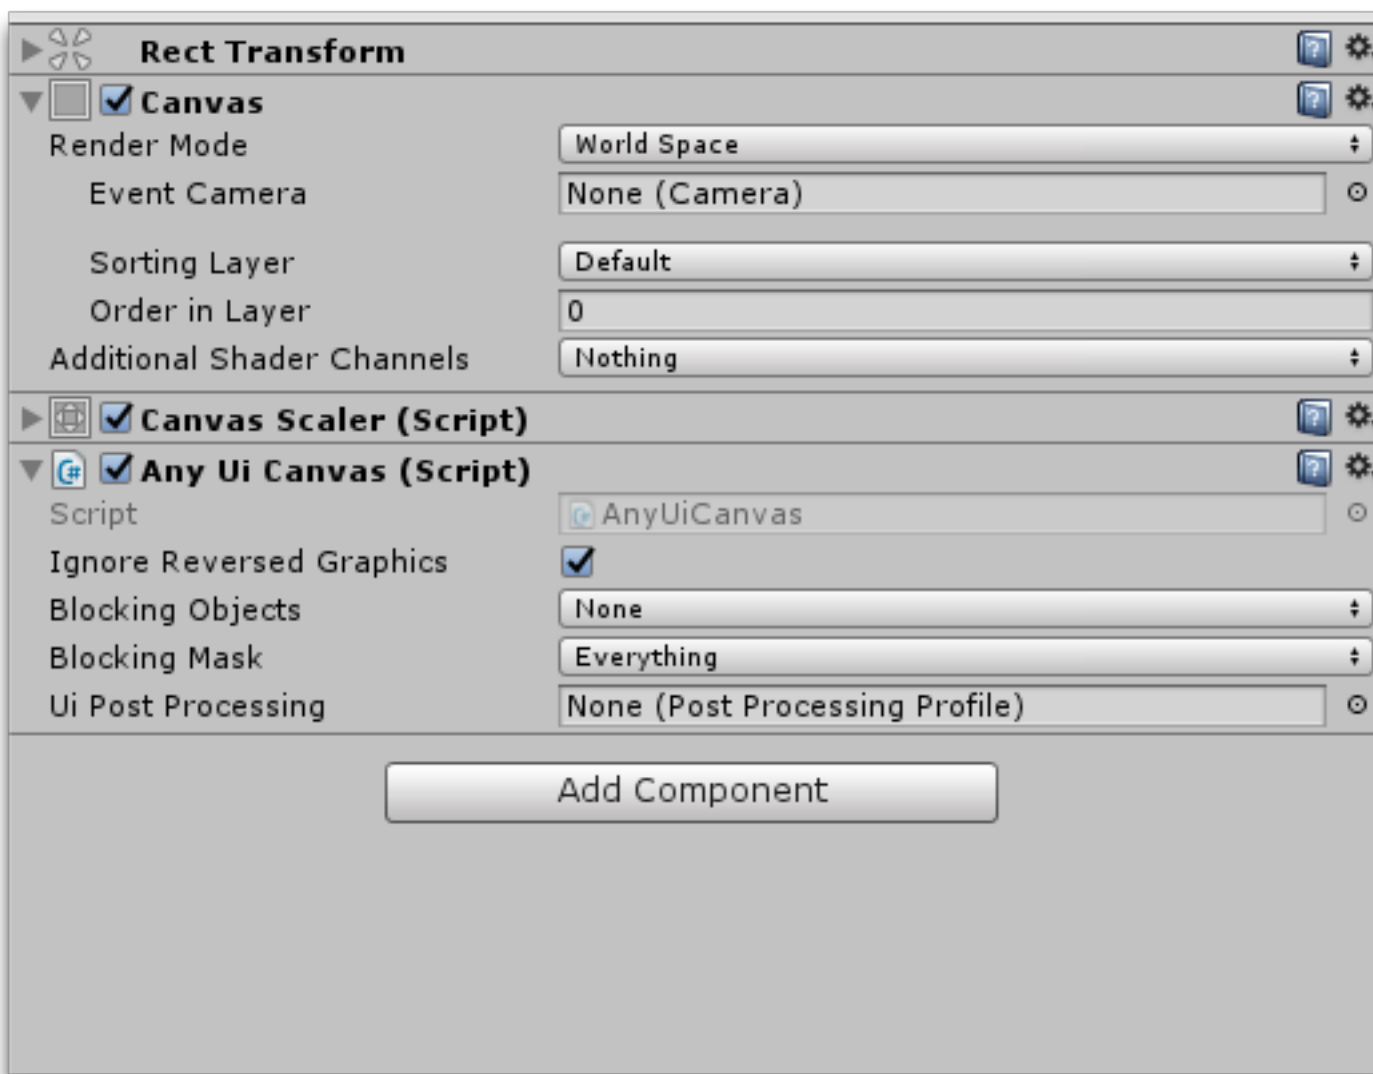 Rect Transform
Canvas
Render Mode World Space
Event Camera None (Camera)
Sorting Layer Default
Order in Layer 0
Additional Shader Channels Nothing
Canvas Scaler (Script)
C# Any Ui Canvas (Script)
Script AnyUiCanvas
Ignore Reversed Graphics
Blocking Objects None
Blocking Mask Everything
Ui Post Processing None (Post Processing Profile)
Add Component